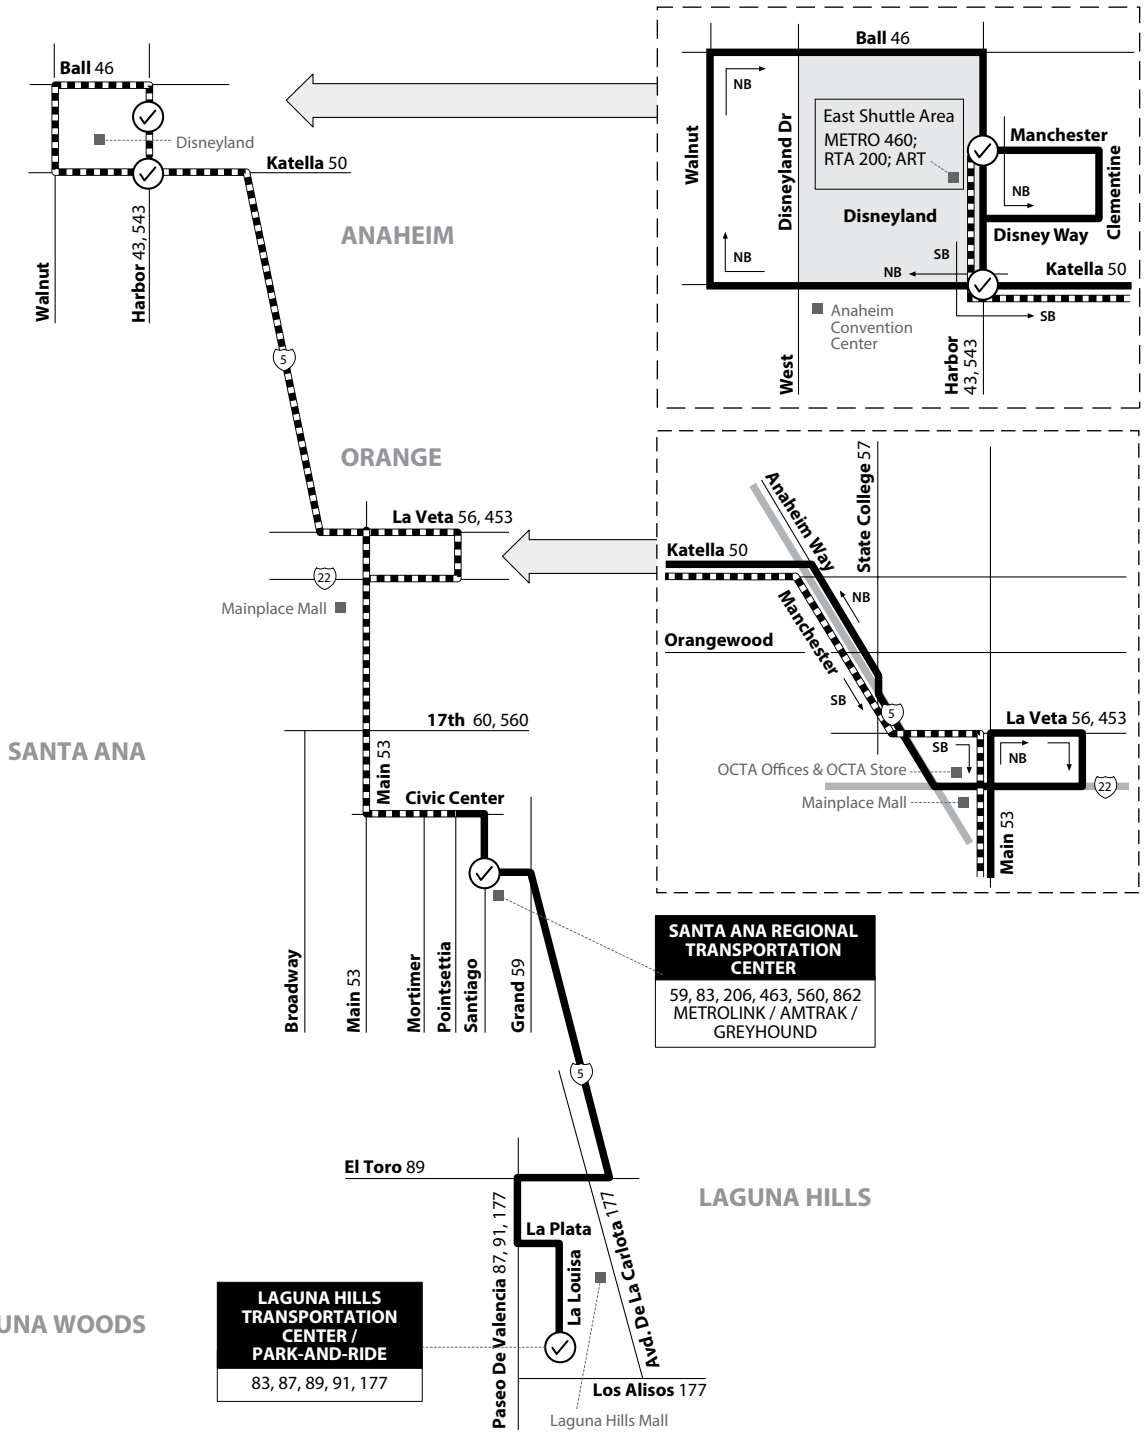 Ball 46
Disneyland
Katella 50
Walnut
Harbor 43, 543
ANAHEIM
5
ORANGE
La Veta 56, 453
22
Mainplace Mall
17th 60, 560
SANTA ANA
Main 53
Civic Center
Broadway
Main 53
Mortimer
Pointsettia
Santiago
Grand 59
5
El Toro 89
LAGUNA HILLS
Paseo De Valencia 87, 91, 177
La Plata
La Louisa
Avd. De La Carlota 177
UNA WOODS
LAGUNA HILLS
TRANSPORTATION
CENTER /
PARK-AND-RIDE
83, 87, 89, 91, 177
Los Alisos 177
Laguna Hills Mall
Ball 46
NB
Walnut
Disneyland Dr
East Shuttle Area
METRO 460;
RTA 200; ART
Manchester
Clementine
NB
Disneyland
Disney Way
NB
SB
NB
Katella 50
SB
Anaheim
Convention
Center
West
Harbor
43, 543
Anaheim Way
State College 57
Katella 50
NB
Manchester
Orangewood
SB
5
La Veta 56, 453
SB
NB
OCTA Offices & OCTA Store
22
Mainplace Mall
Main 53
SANTA ANA REGIONAL
TRANSPORTATION
CENTER
59, 83, 206, 463, 560, 862
METROLINK / AMTRAK /
GREYHOUND